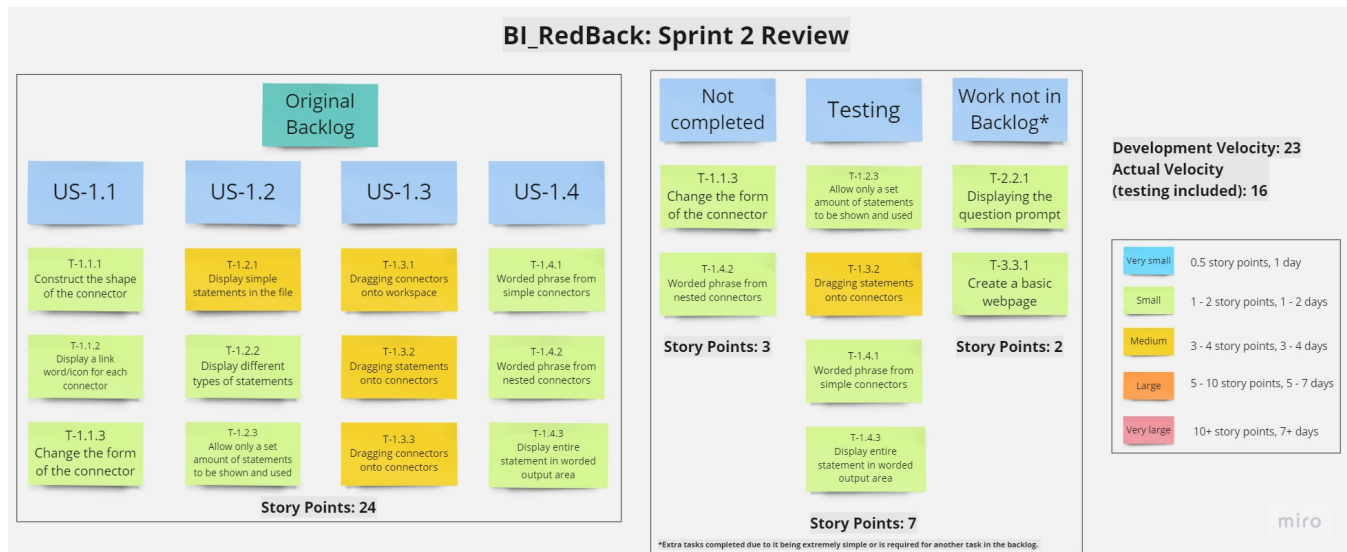 BI_RedBack: Sprint 2 Review
Original
Backlog
US-1.1
US-1.2
US-1.3
US-1.4
T-1.1.1
Construct the shape
of the connector
T-1.2.1
Display simple
statements in the file
T-1.3.1
Dragging connectors
onto workspace
T-1.4.1
Worded phrase from
simple connectors
T-1.1.2
Display a link
word/icon for each
connector
T-1.2.2
Display different
types of statements
T-1.3.2
Dragging statements
onto connectors
T-1.4.2
Worded phrase from
nested connectors
T-1.1.3
Change the form
of the connector
T-1.2.3
Allow only a set
amount of statements
to be shown and used
T-1.3.3
Dragging connectors
onto connectors
T-1.4.3
Display entire
statement in worded
output area
Story Points: 24
Not
completed
Testing
Work not in
Backlog*
T-1.1.3
Change the form
of the connector
T-1.2.3
Allow only a set
amount of statements
to be shown and used
T-2.2.1
Displaying the
question prompt
T-1.4.2
Worded phrase from
nested connectors
T-1.3.2
Dragging statements
onto connectors
T-3.3.1
Create a basic
webpage
Story Points: 3
Story Points: 2
T-1.4.1
Worded phrase from
simple connectors
T-1.4.3
Display entire
statement in worded
output area
Story Points: 7
*Extra tasks completed due to it being extremely simple or is required for another task in the backlog.
Development Velocity: 23
Actual Velocity
(testing included): 16
Very small 0.5 story points, 1 day
Small 1 - 2 story points, 1 - 2 days
Medium 3 - 4 story points, 3 - 4 days
Large 5 - 10 story points, 5 - 7 days
Very large 10+ story points, 7+ days
miro